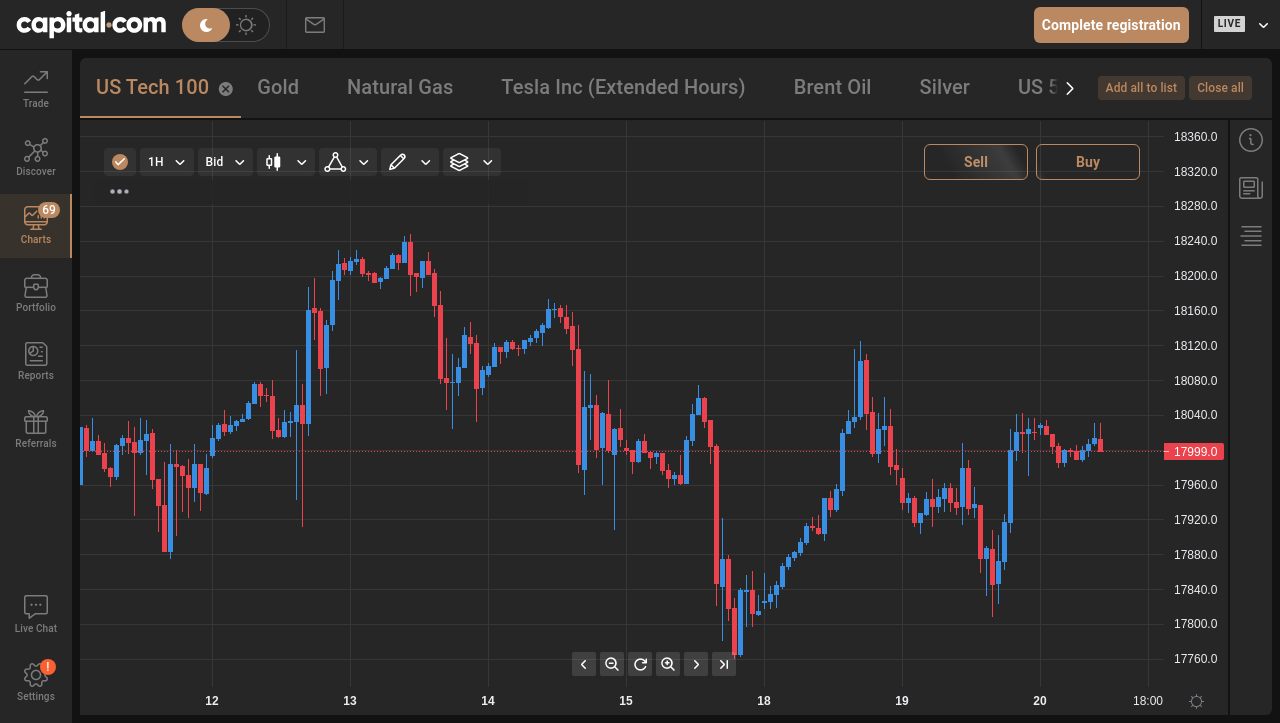 capital.com
Complete registration
LIVE
Trade
Discover
69
Charts
Portfolio
Reports
Referrals
Live Chat
!
Settings
US Tech 100
Gold
Natural Gas
Tesla Inc (Extended Hours)
Brent Oil
Silver
US 5
Add all to list
Close all
1H
Bid
Sell
Buy
18360.0
18320.0
18280.0
18240.0
18200.0
18160.0
18120.0
18080.0
18040.0
17999.0
17960.0
17920.0
17880.0
17840.0
17800.0
17760.0
12
13
14
15
18
19
20
18:00